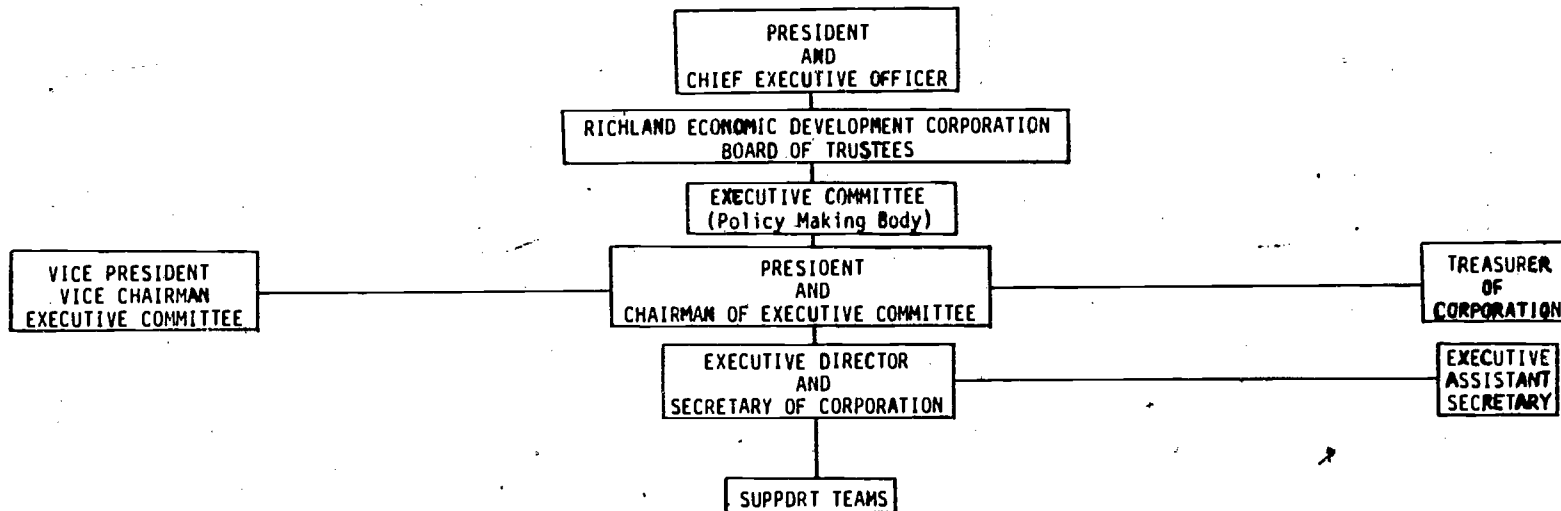 PRESIDENT
AND
CHIEF EXECUTIVE OFFICER
RICHLAND ECONOMIC DEVELOPMENT CORPORATION
BOARD OF TRUSTEES
EXECUTIVE COMMITTEE
(Policy Making Body)
VICE PRESIDENT
VICE CHAIRMAN
EXECUTIVE COMMITTEE
PRESIDENT
AND
CHAIRMAN OF EXECUTIVE COMMITTEE
TREASURER
OF
CORPORATION
EXECUTIVE DIRECTOR
AND
SECRETARY OF CORPORATION
EXECUTIVE
ASSISTANT
SECRETARY
SUPPORT TEAMS